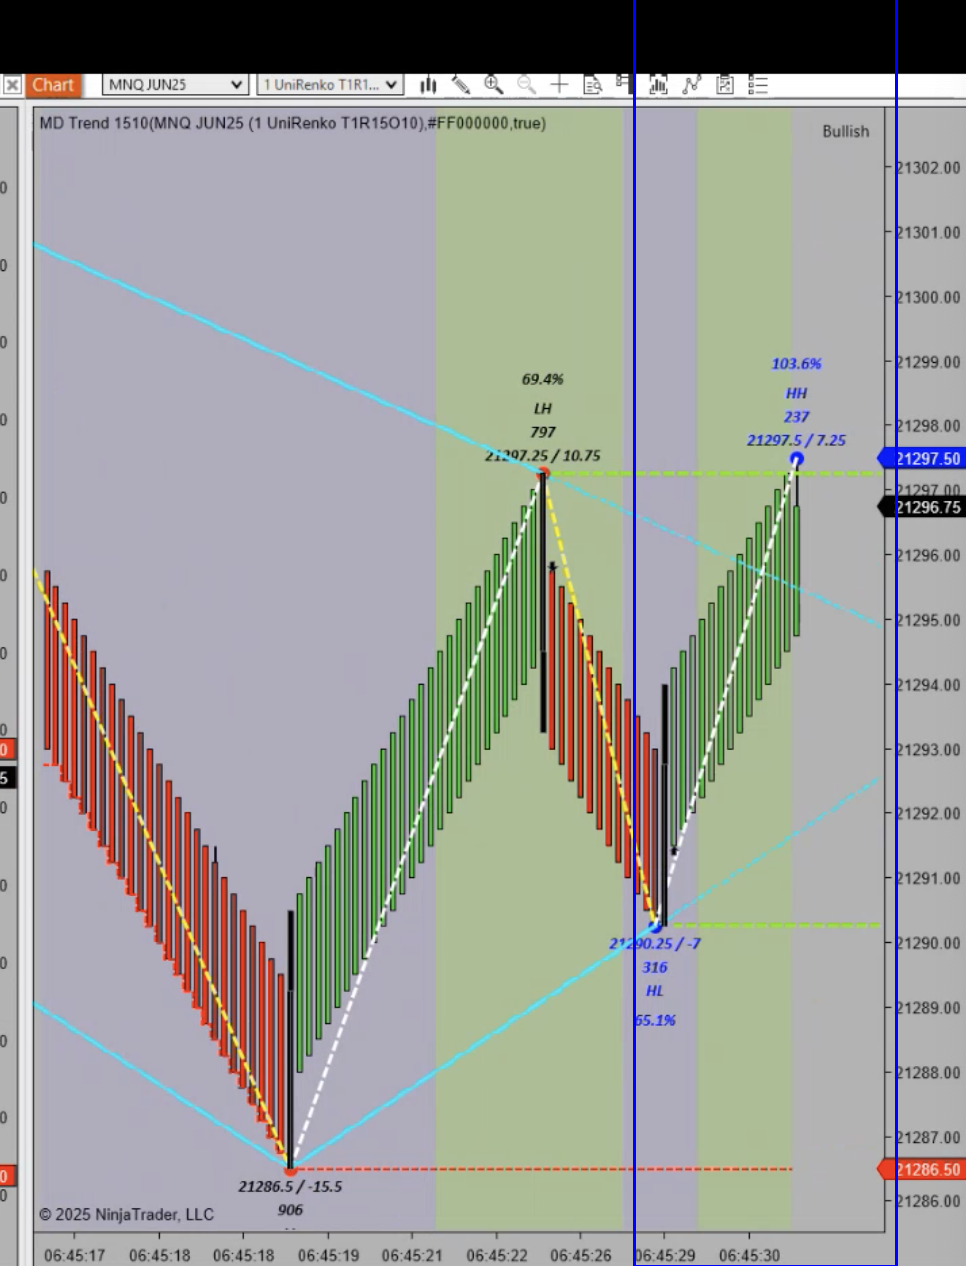 Chart
MNQ JUN25
1 UniRenko T1R1...
MD Trend 1510(MNQ JUN25 (1 UniRenko T1R15O10),#FF000000,true)
Bullish
21302.00
21301.00
21300.00
21299.00
21298.00
21297.50
21297.00
21296.75
21296.00
21295.00
21294.00
21293.00
21292.00
21291.00
21290.00
21289.00
21288.00
21287.00
21286.50
21286.00
103.6%
HH
237
21297.5 / 7.25
69.4%
LH
797
21297.25 / 10.75
21290.25 / -7
316
HL
65.1%
21286.5 / -15.5
906
© 2025 NinjaTrader, LLC
06:45:17
06:45:18
06:45:18
06:45:19
06:45:21
06:45:22
06:45:26
06:45:29
06:45:30